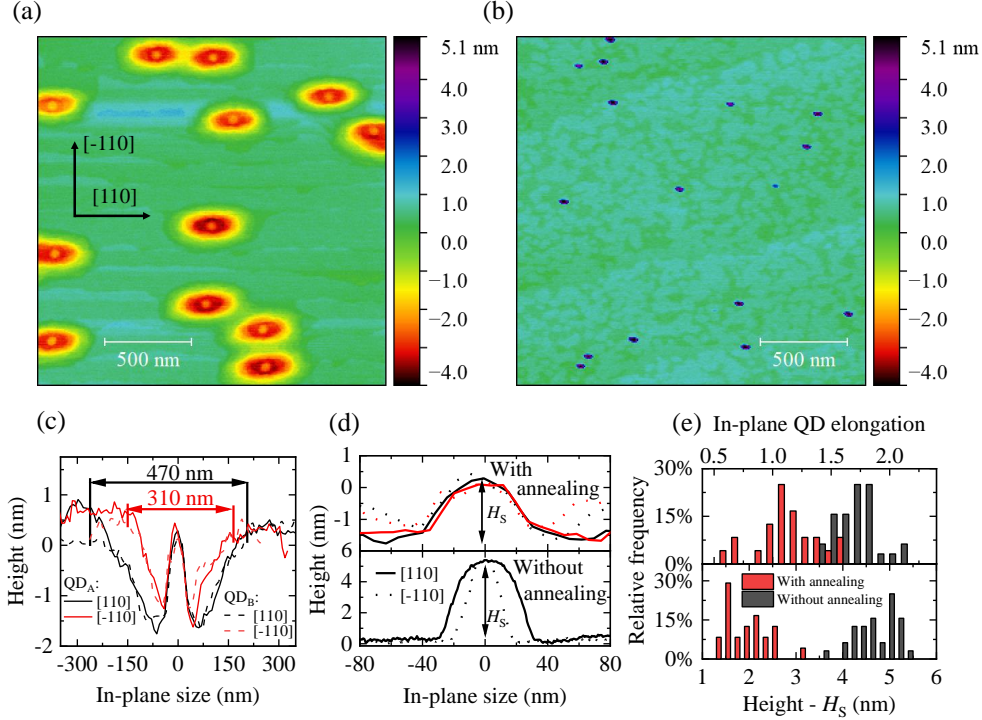 (a)
(b)
5.1 nm
4.0
3.0
2.0
1.0
0.0
−1.0
−2.0
−4.0
[-110]
[110]
500 nm
5.1 nm
4.0
3.0
2.0
1.0
0.0
−1.0
−2.0
−4.0
500 nm
(c)
470 nm
310 nm
1
0
-1
-2
Height (nm)
QDA:
[110]
[-110]
QDB:
[110]
[-110]
-300 -150 0 150 300
In-plane size (nm)
(d)
With
annealing
HS
1
0
1
6
4
2
0
Height (nm)
[110]
[-110]
Without
annealing
HS.
-80 -40 0 40 80
In-plane size (nm)
(e) In-plane QD elongation
0.5 1.0 1.5 2.0
30%
15%
0%
30%
15%
0%
Relative frequency
With annealing
Without annealing
1 2 3 4 5 6
Height - HS (nm)